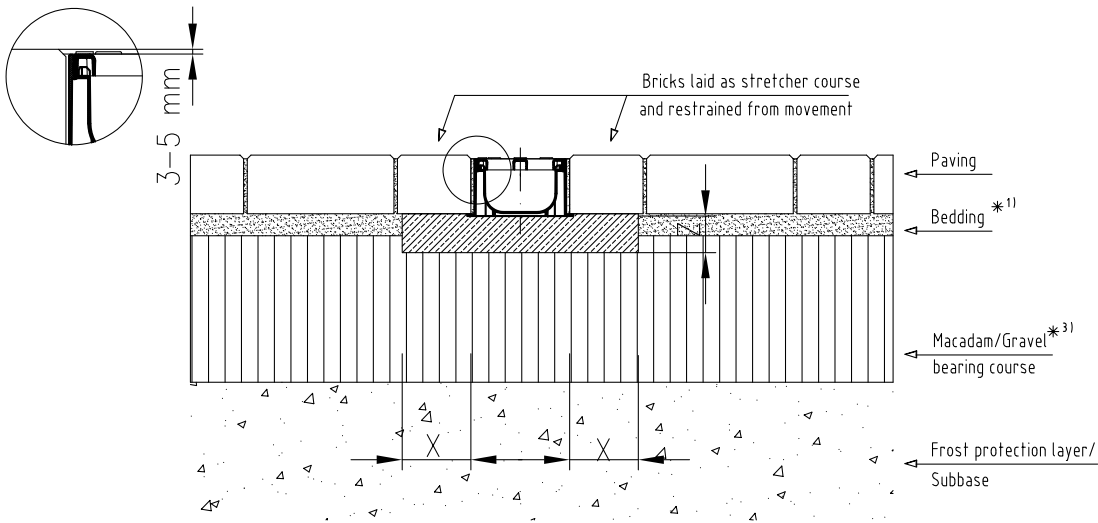 3-5 mm
Bricks laid as stretcher course
and restrained from movement
Paving
Bedding *1)
Z
Macadam/Gravel*3)
bearing course
X
X
Frost protection layer/
Subbase